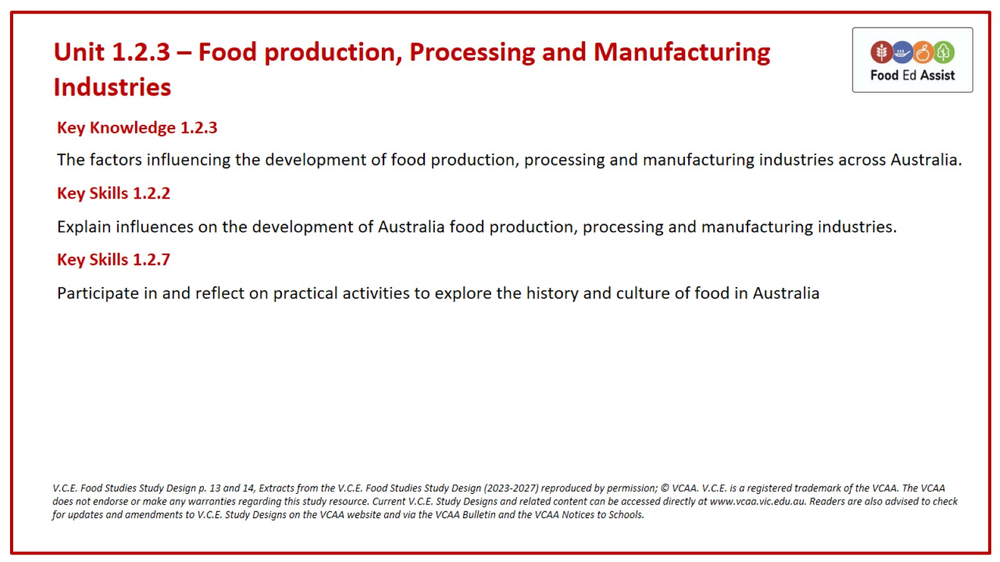 Unit 1.2.3 – Food production, Processing and Manufacturing
Industries
Food Ed Assist
Key Knowledge 1.2.3
The factors influencing the development of food production, processing and manufacturing industries across Australia.
Key Skills 1.2.2
Explain influences on the development of Australia food production, processing and manufacturing industries.
Key Skills 1.2.7
Participate in and reflect on practical activities to explore the history and culture of food in Australia
V.C.E. Food Studies Study Design p. 13 and 14, Extracts from the V.C.E. Food Studies Study Design (2023-2027) reproduced by permission; © VCAA. V.C.E. is a registered trademark of the VCAA. The VCAA
does not endorse or make any warranties regarding this study resource. Current V.C.E. Study Designs and related content can be accessed directly at www.vcaa.vic.edu.au. Readers are also advised to check
for updates and amendments to V.C.E. Study Designs on the VCAA website and via the VCAA Bulletin and the VCAA Notices to Schools.